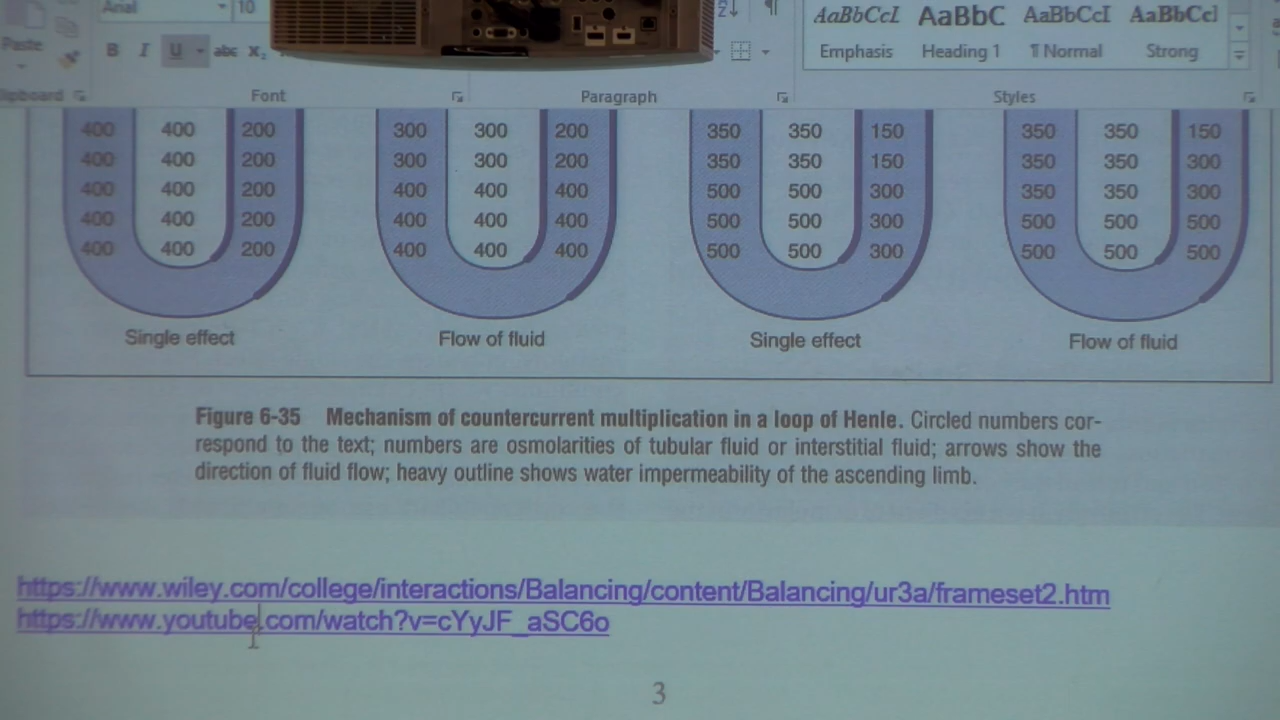 Arial 10
Paste B I U abc X Emphasis Heading 1 ¶ Normal Strong
Font Paragraph Styles
400 400 200 300 300 200 350 350 150 350 350 150
400 400 200 300 300 200 350 350 150 350 350 300
400 400 200 400 400 400 500 500 300 350 350 300
400 400 200 400 400 400 500 500 300 500 500 500
400 400 200 400 400 400 500 500 300 500 500 500
Single effect Flow of fluid Single effect Flow of fluid
Figure 6-35 Mechanism of countercurrent multiplication in a loop of Henle. Circled numbers cor-
respond to the text; numbers are osmolarities of tubular fluid or interstitial fluid; arrows show the
direction of fluid flow; heavy outline shows water impermeability of the ascending limb.
https://www.wiley.com/college/interactions/Balancing/content/Balancing/ur3a/frameset2.htm
https://www.youtube.com/watch?v=cYyJF_aSC6o
3